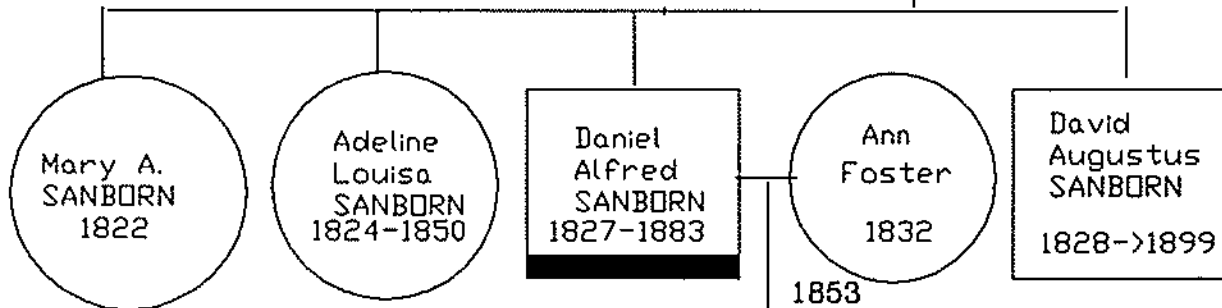 Mary A.
SANBORN
1822
Adeline
Louisa
SANBORN
1824-1850
Daniel
Alfred
SANBORN
1827-1883
Ann
Foster
1832
David
Augustus
SANBORN
1828->1899
1853